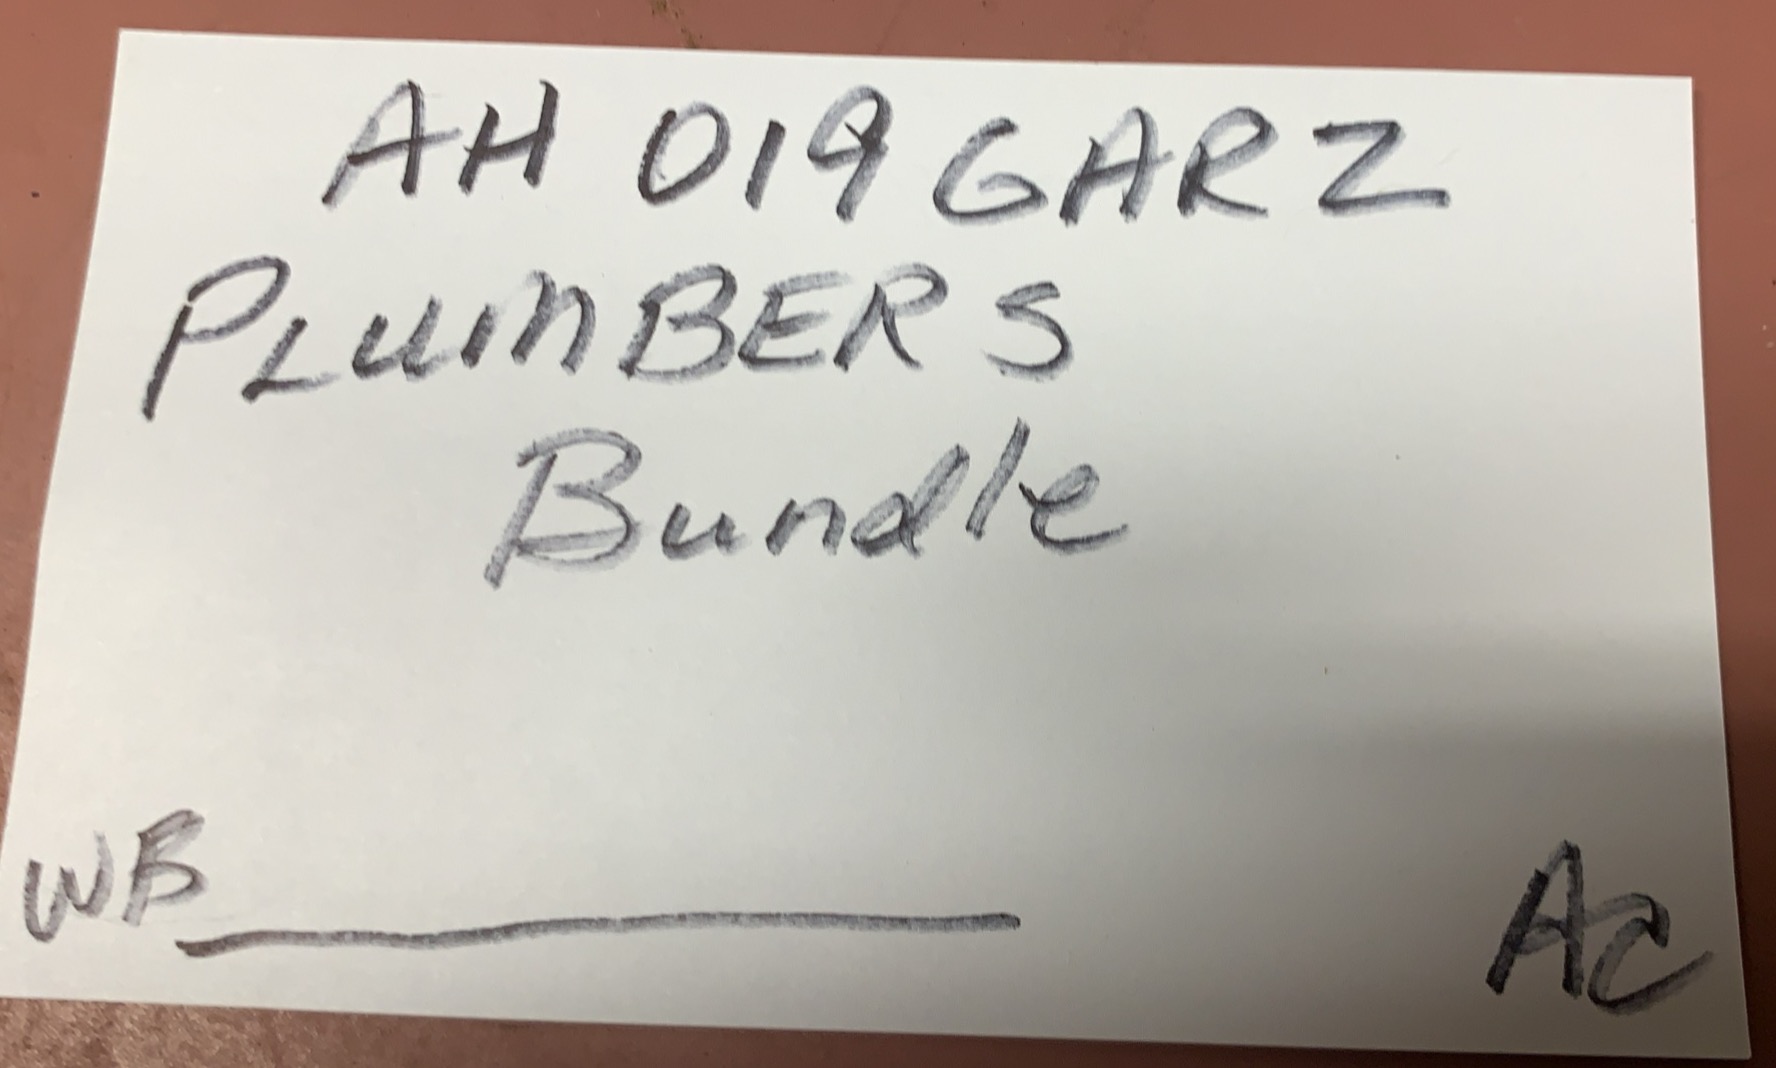 AH 019 GARZ
PLUMBERS
Bundle
WB
AC